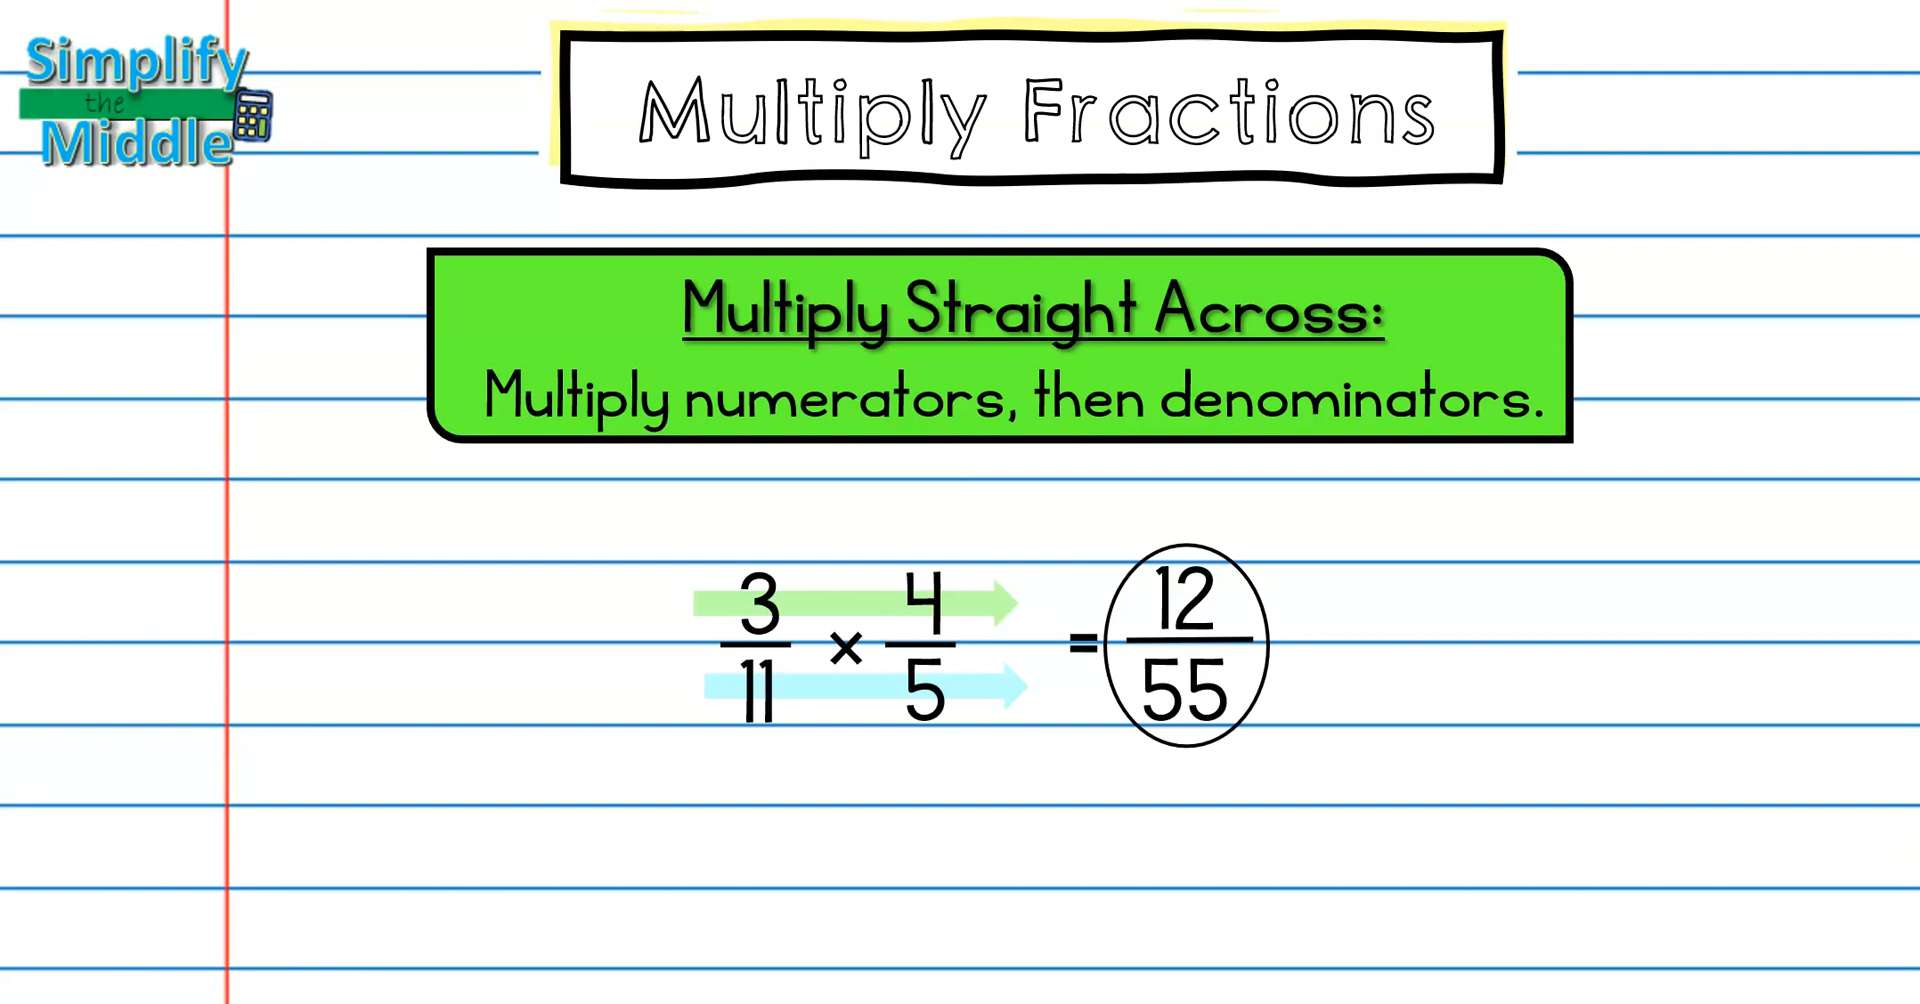 Simplify
the
Middle
Multiply Fractions
Multiply Straight Across:
Multiply numerators, then denominators.
3/11 × 4/5 = 12/55